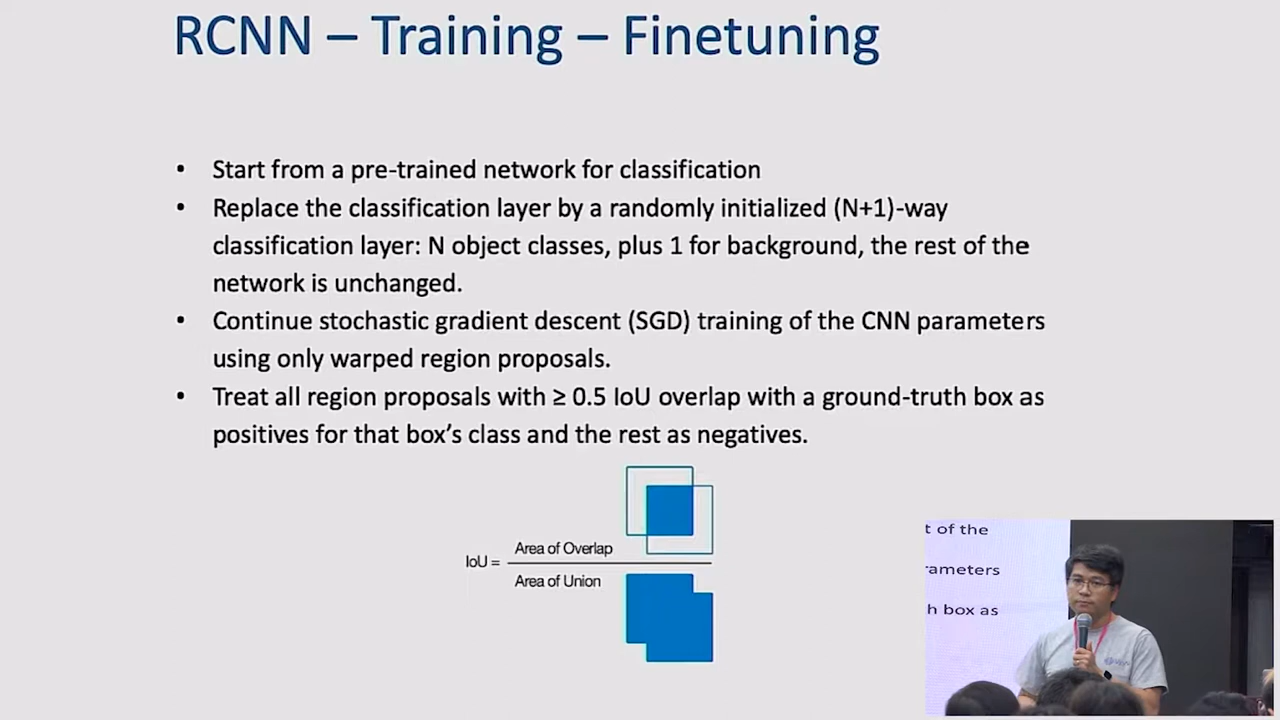 RCNN – Training – Finetuning
• Start from a pre-trained network for classification
• Replace the classification layer by a randomly initialized (N+1)-way
classification layer: N object classes, plus 1 for background, the rest of the
network is unchanged.
• Continue stochastic gradient descent (SGD) training of the CNN parameters
using only warped region proposals.
• Treat all region proposals with ≥ 0.5 IoU overlap with a ground-truth box as
positives for that box's class and the rest as negatives.
IoU =
Area of Overlap
Area of Union
t of the
rameters
h box as